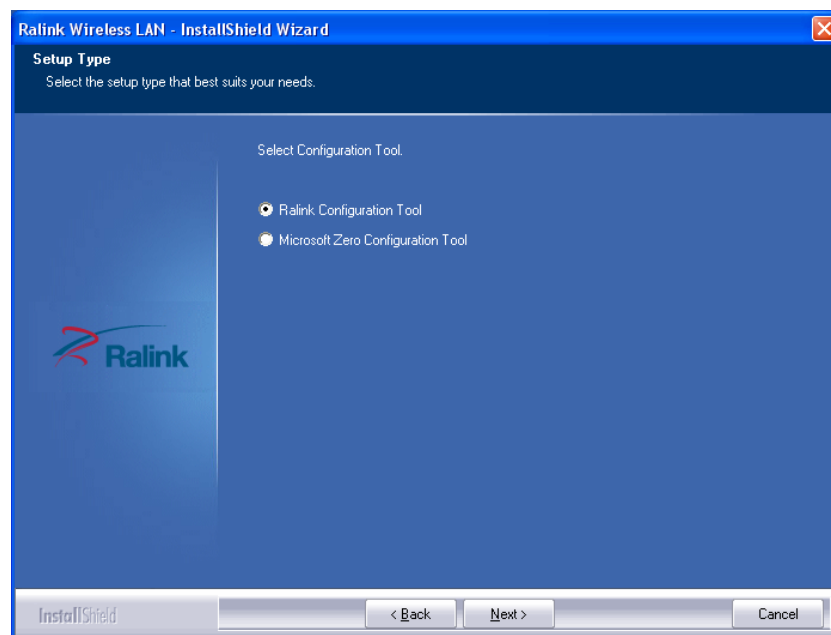 Ralink Wireless LAN - InstallShield Wizard
Setup Type
Select the setup type that best suits your needs.
Select Configuration Tool.
Ralink Configuration Tool
Microsoft Zero Configuration Tool
Ralink
InstallShield
< Back
Next >
Cancel